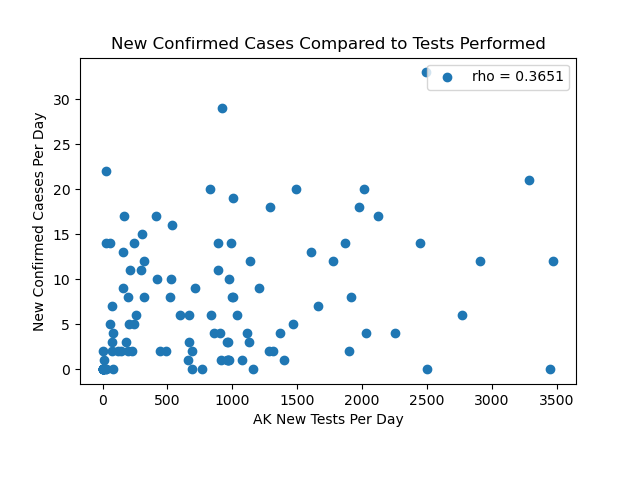 New Confirmed Cases Compared to Tests Performed
rho = 0.3651
New Confirmed Caeses Per Day
30
25
20
15
10
5
0
0 500 1000 1500 2000 2500 3000 3500
AK New Tests Per Day